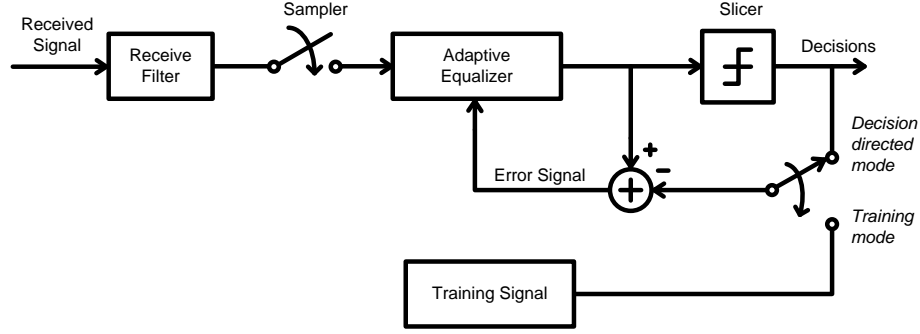 Sampler
Slicer
Received
Signal
Receive
Filter
Adaptive
Equalizer
Decisions
+
−
Error Signal
Decision
directed
mode
Training
mode
Training Signal